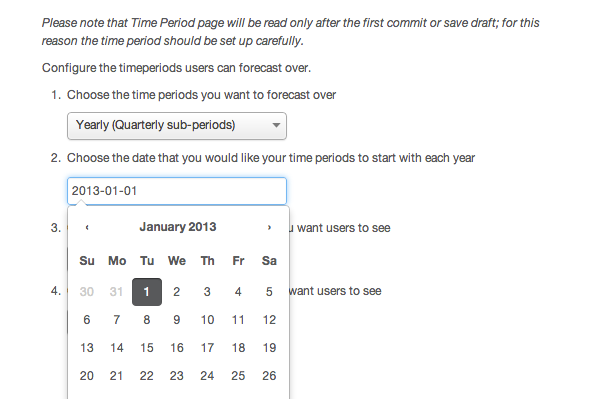 Please note that Time Period page will be read only after the first commit or save draft; for this
reason the time period should be set up carefully.
Configure the timeperiods users can forecast over.
1. Choose the time periods you want to forecast over
Yearly (Quarterly sub-periods)
2. Choose the date that you would like your time periods to start with each year
2013-01-01
3. want users to see
‹ January 2013 ›
Su Mo Tu We Th Fr Sa
4. want users to see
30 31 1 2 3 4 5
6 7 8 9 10 11 12
13 14 15 16 17 18 19
20 21 22 23 24 25 26